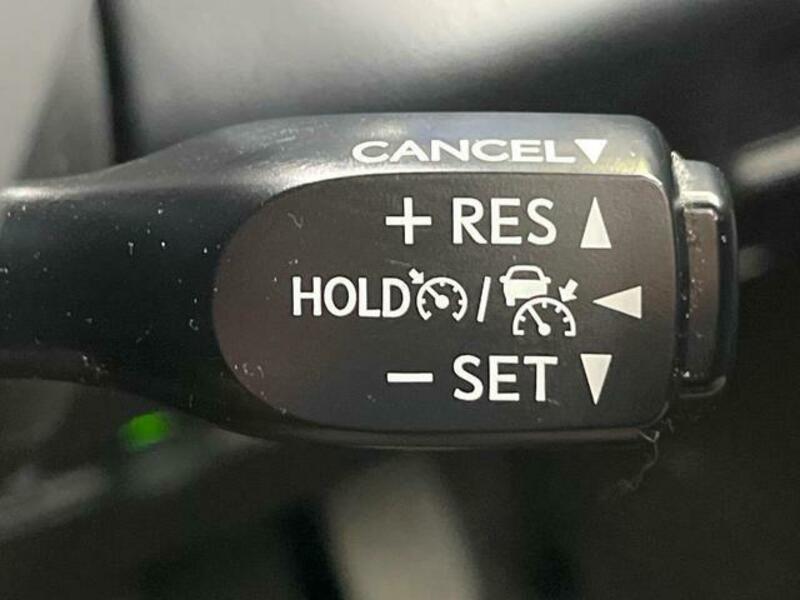 CANCEL▼
+ RES ▲
HOLD / ◀
− SET ▼